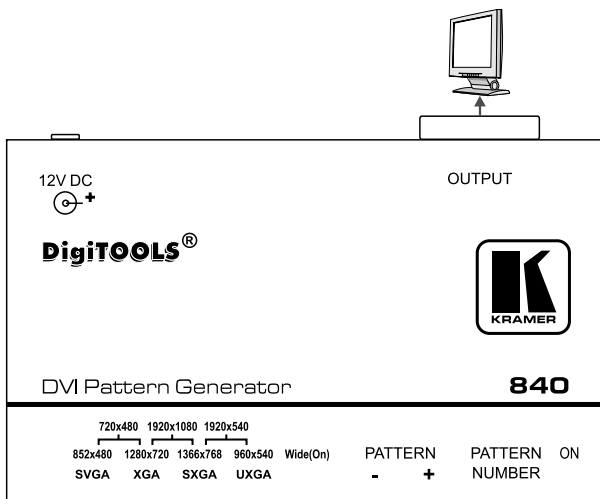 12V DC
OUTPUT
+
DigiTOOLS®
K
KRAMER
DVI Pattern Generator
840
720x480 1920x1080 1920x540
852x480 1280x720 1366x768 960x540 Wide(On)
SVGA XGA SXGA UXGA
PATTERN
- +
PATTERN NUMBER
ON